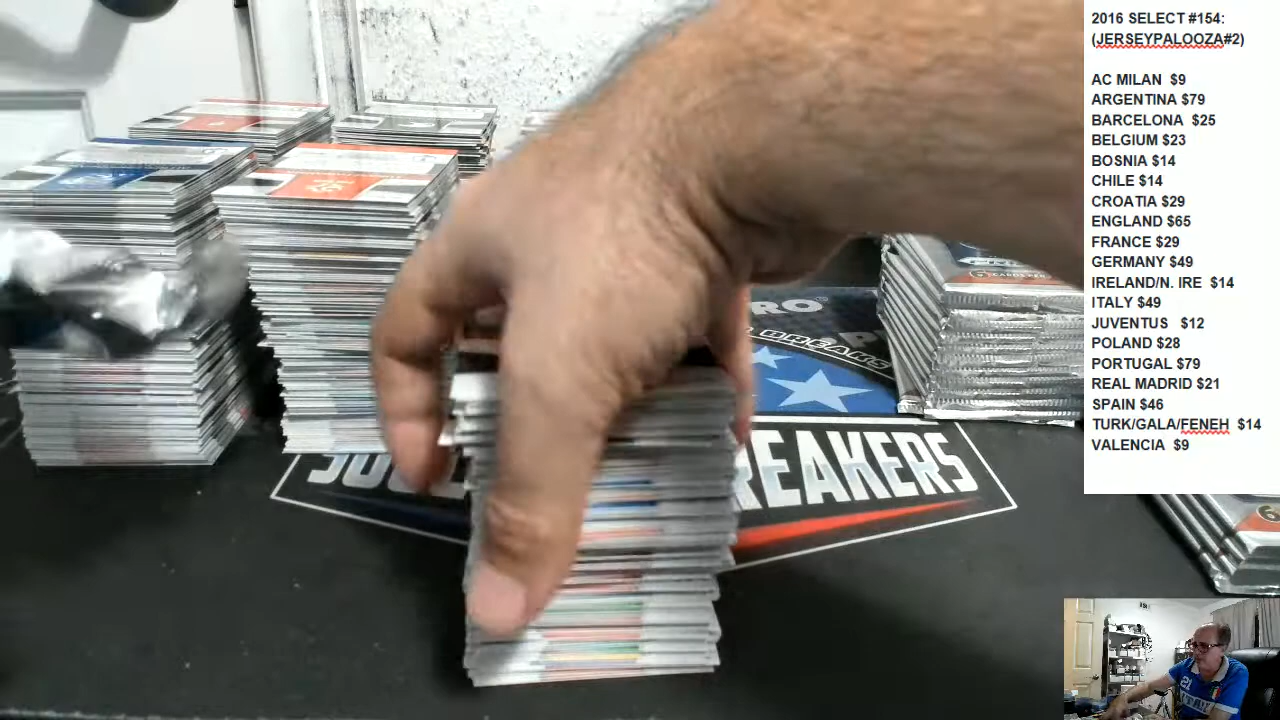 2016 SELECT #154:
(JERSEYPALOOZA#2)
AC MILAN $9
ARGENTINA $79
BARCELONA $25
BELGIUM $23
BOSNIA $14
CHILE $14
CROATIA $29
ENGLAND $65
FRANCE $29
GERMANY $49
IRELAND/N. IRE $14
ITALY $49
JUVENTUS $12
POLAND $28
PORTUGAL $79
REAL MADRID $21
SPAIN $46
TURK/GALA/FENEH $14
VALENCIA $9
BREAKS
REAKERS
21